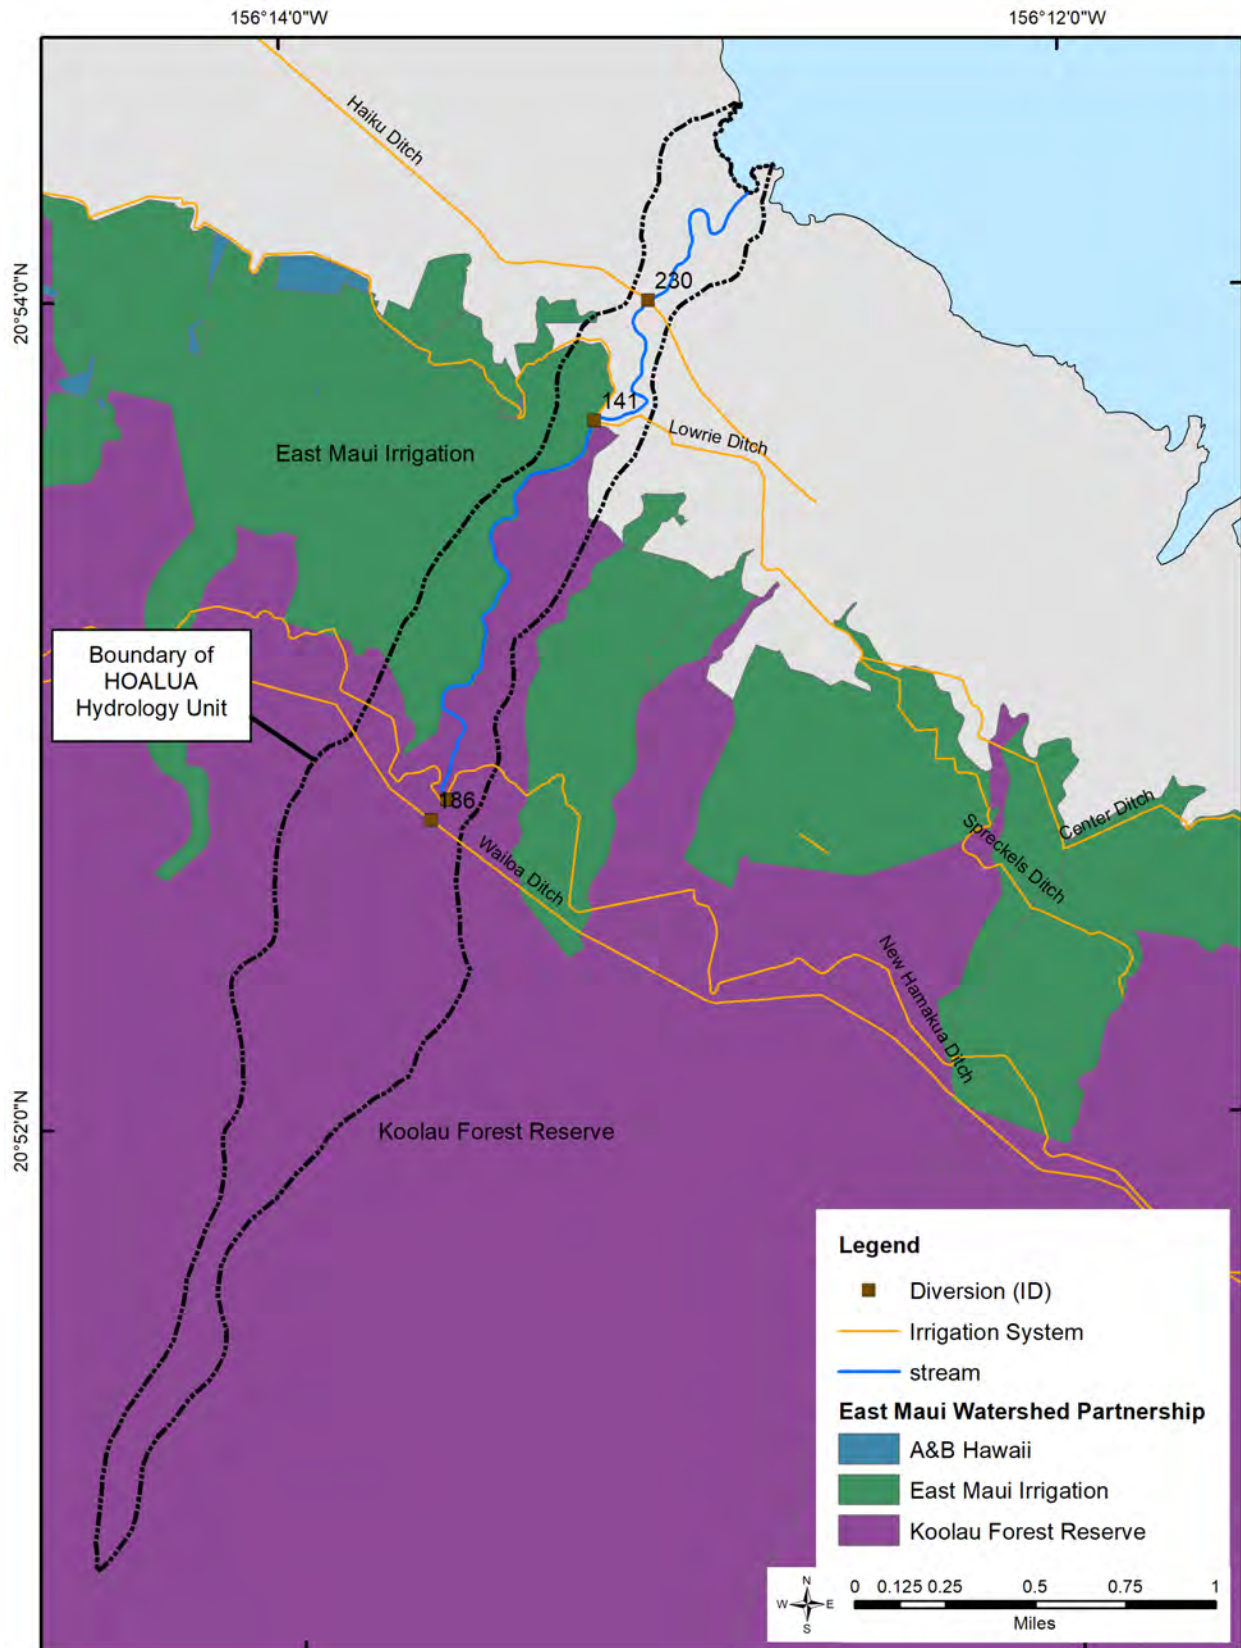 156°14'0"W
156°12'0"W
Haiku Ditch
20°54'0"N
230
141
Lowrie Ditch
East Maui Irrigation
Boundary of
HOALUA
Hydrology Unit
186
Wailoa Ditch
Spreckels Ditch
Center Ditch
New Hamakua Ditch
20°52'0"N
Koolau Forest Reserve
Legend
Diversion (ID)
Irrigation System
stream
East Maui Watershed Partnership
A&B Hawaii
East Maui Irrigation
Koolau Forest Reserve
N
W E
S
0 0.125 0.25 0.5 0.75 1
Miles